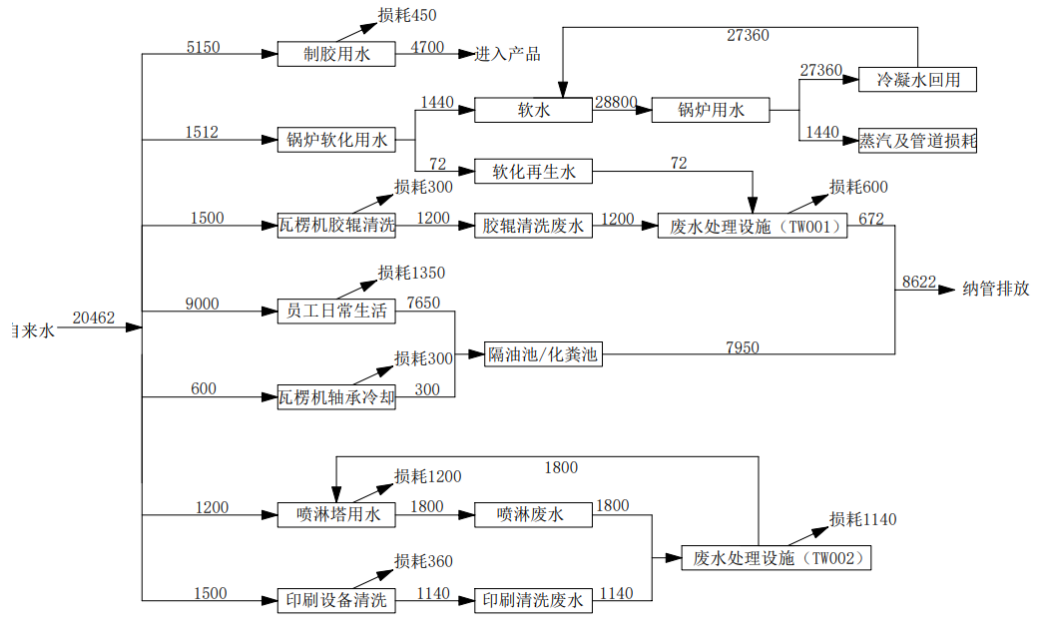 损耗450
27360
5150
制胶用水
4700
进入产品
27360
冷凝水回用
1440
软水
28800
锅炉用水
1512
锅炉软化用水
1440
蒸汽及管道损耗
72
软化再生水
72
损耗300
损耗600
1500
瓦楞机胶辊清洗
1200
胶辊清洗废水
1200
废水处理设施（TW001）
672
损耗1350
8622
纳管排放
9000
员工日常生活
7650
自来水
20462
隔油池/化粪池
7950
损耗300
600
瓦楞机轴承冷却
300
1800
损耗1200
1200
喷淋塔用水
1800
喷淋废水
1800
损耗1140
废水处理设施（TW002）
损耗360
1500
印刷设备清洗
1140
印刷清洗废水
1140